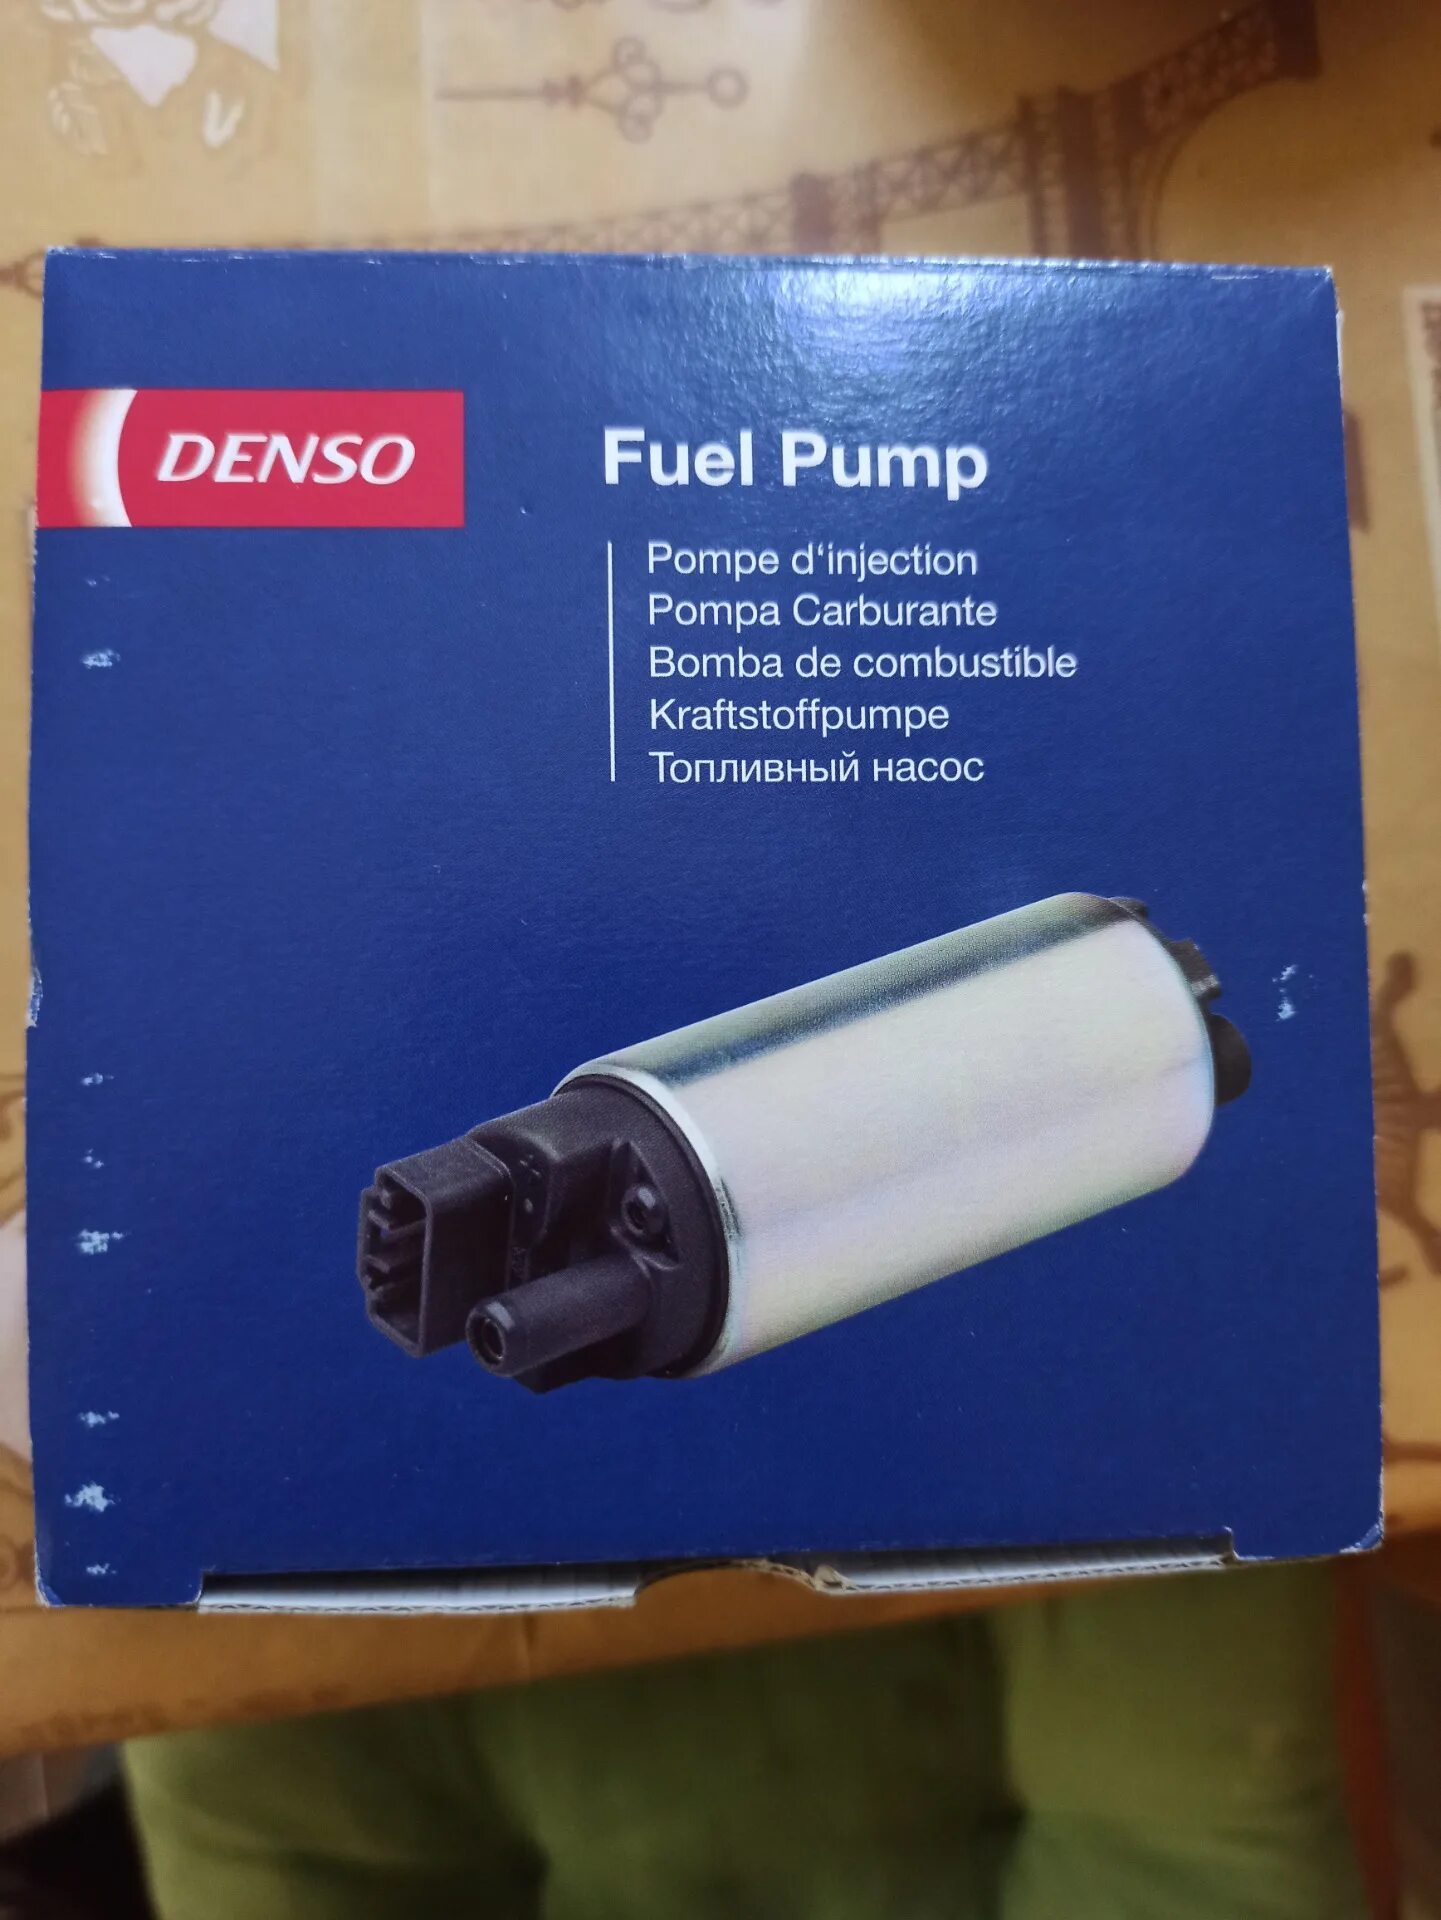 DENSO
Fuel Pump
Pompe d‘injection
Pompa Carburante
Bomba de combustible
Kraftstoffpumpe
Топливный насос